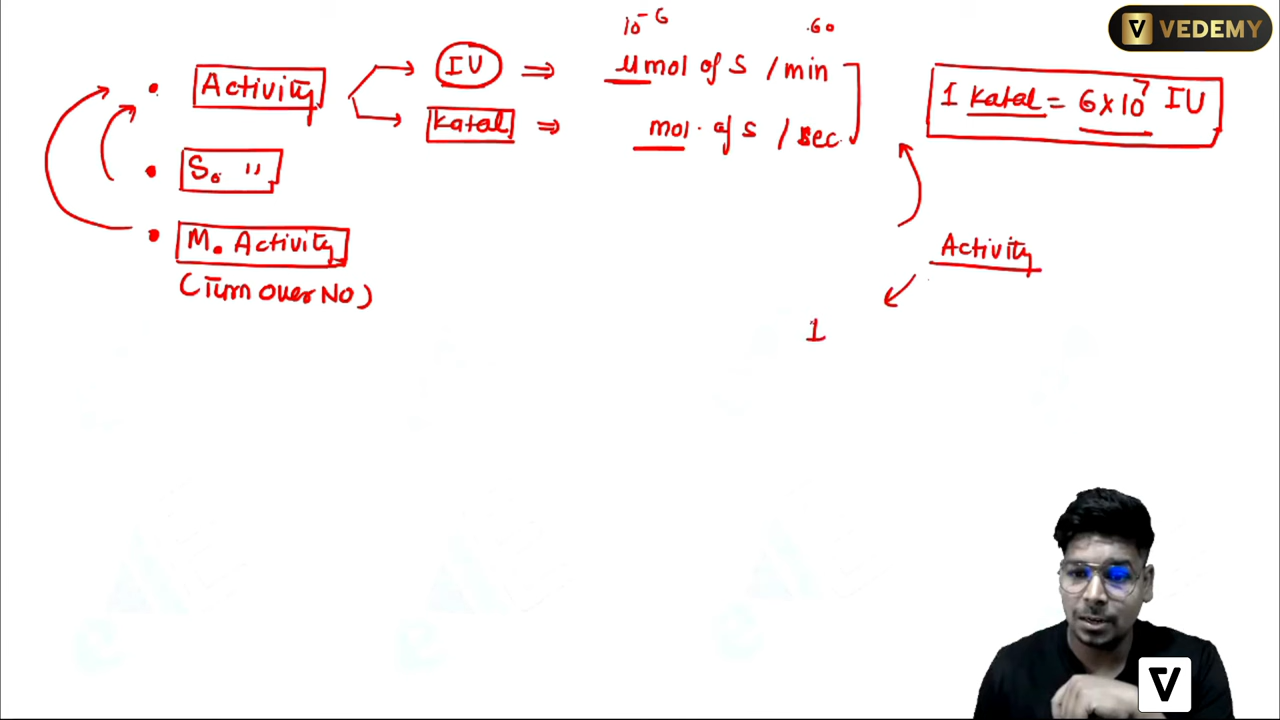 VEDEMY
10⁻⁶ 60
• Activity → IU ⇒ μmol of S / min
→ Katal ⇒ mol. of S / sec.
1 Katal = 6×10⁷ IU
• S. "
• M. Activity
(Turn Over No)
Activity
1